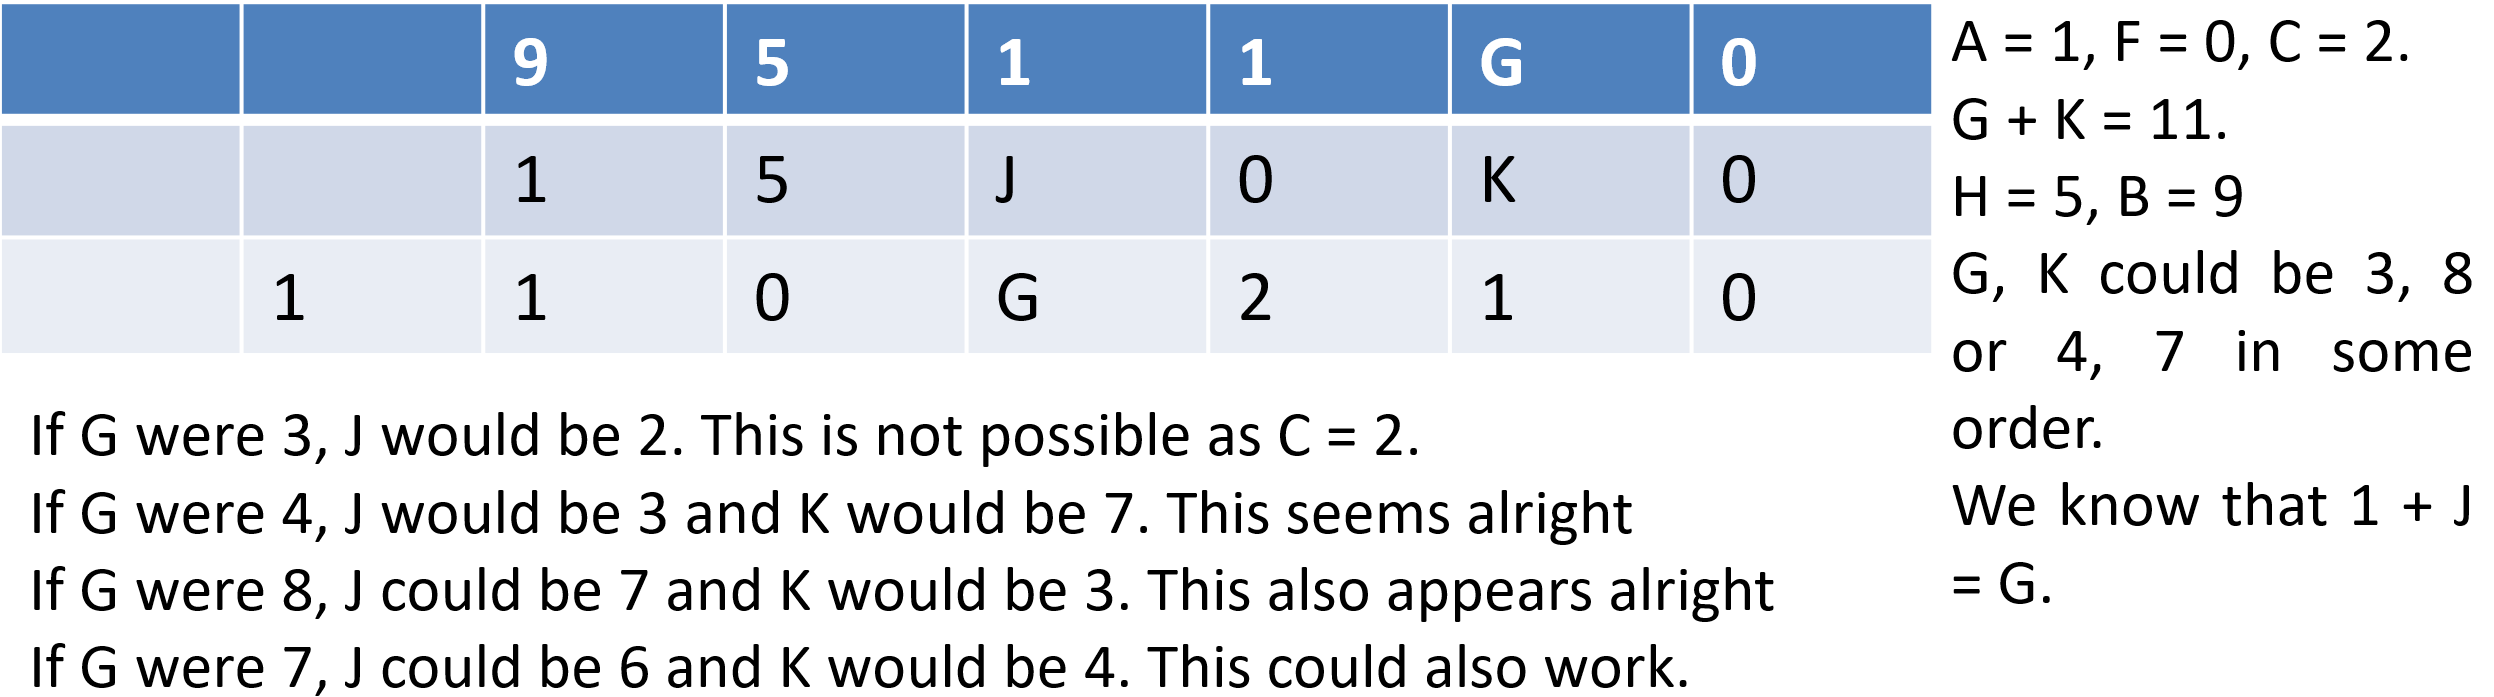 9 5 1 1 G 0
1 5 J 0 K 0
1 1 0 G 2 1 0
A = 1, F = 0, C = 2.
G + K = 11.
H = 5, B = 9
G, K could be 3, 8
or 4, 7 in some
order.
We know that 1 + J
= G.
If G were 3, J would be 2. This is not possible as C = 2.
If G were 4, J would be 3 and K would be 7. This seems alright
If G were 8, J could be 7 and K would be 3. This also appears alright
If G were 7, J could be 6 and K would be 4. This could also work.